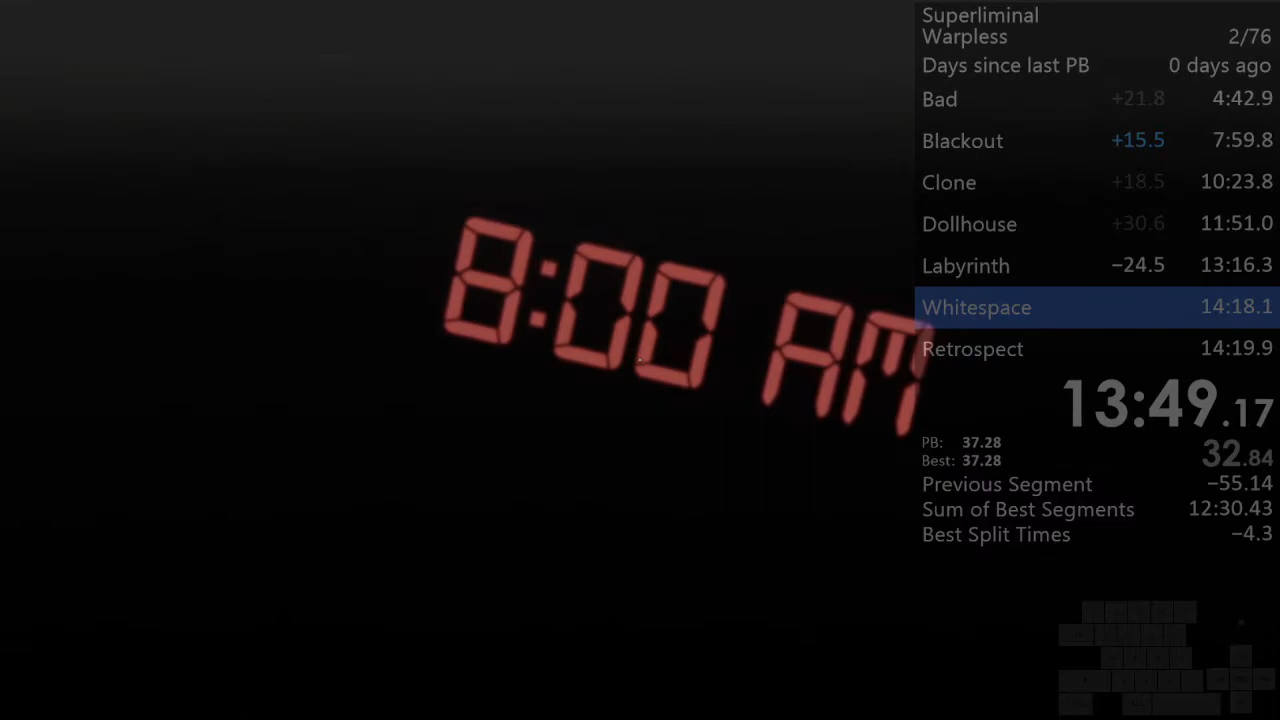 8:00 AM
Superliminal
Warpless 2/76
Days since last PB 0 days ago
Bad +21.8 4:42.9
Blackout +15.5 7:59.8
Clone +18.5 10:23.8
Dollhouse +30.6 11:51.0
Labyrinth −24.5 13:16.3
Whitespace 14:18.1
Retrospect 14:19.9
13:49.17
PB: 37.28
32.84
Best: 37.28
Previous Segment −55.14
Sum of Best Segments 12:30.43
Best Split Times −4.3